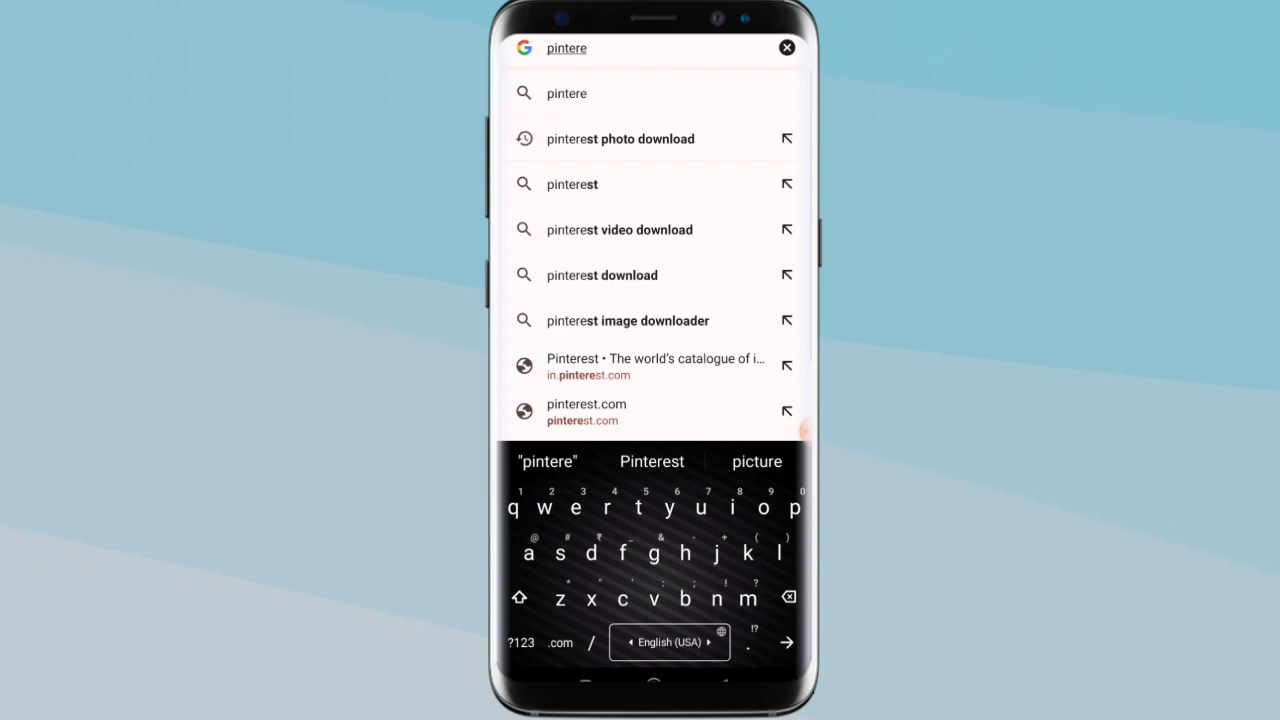 pintere
pintere
pinterest photo download
pinterest
pinterest video download
pinterest download
pinterest image downloader
Pinterest • The world's catalogue of i...
in.pinterest.com
pinterest.com
pinterest.com
"pintere" Pinterest picture
1 2 3 4 5 6 7 8 9 0
q w e r t y u i o p
@ # ₹ _ & - + ( )
a s d f g h j k l
* " ' : ; ! ?
z x c v b n m
!?
?123 .com / English (USA) .